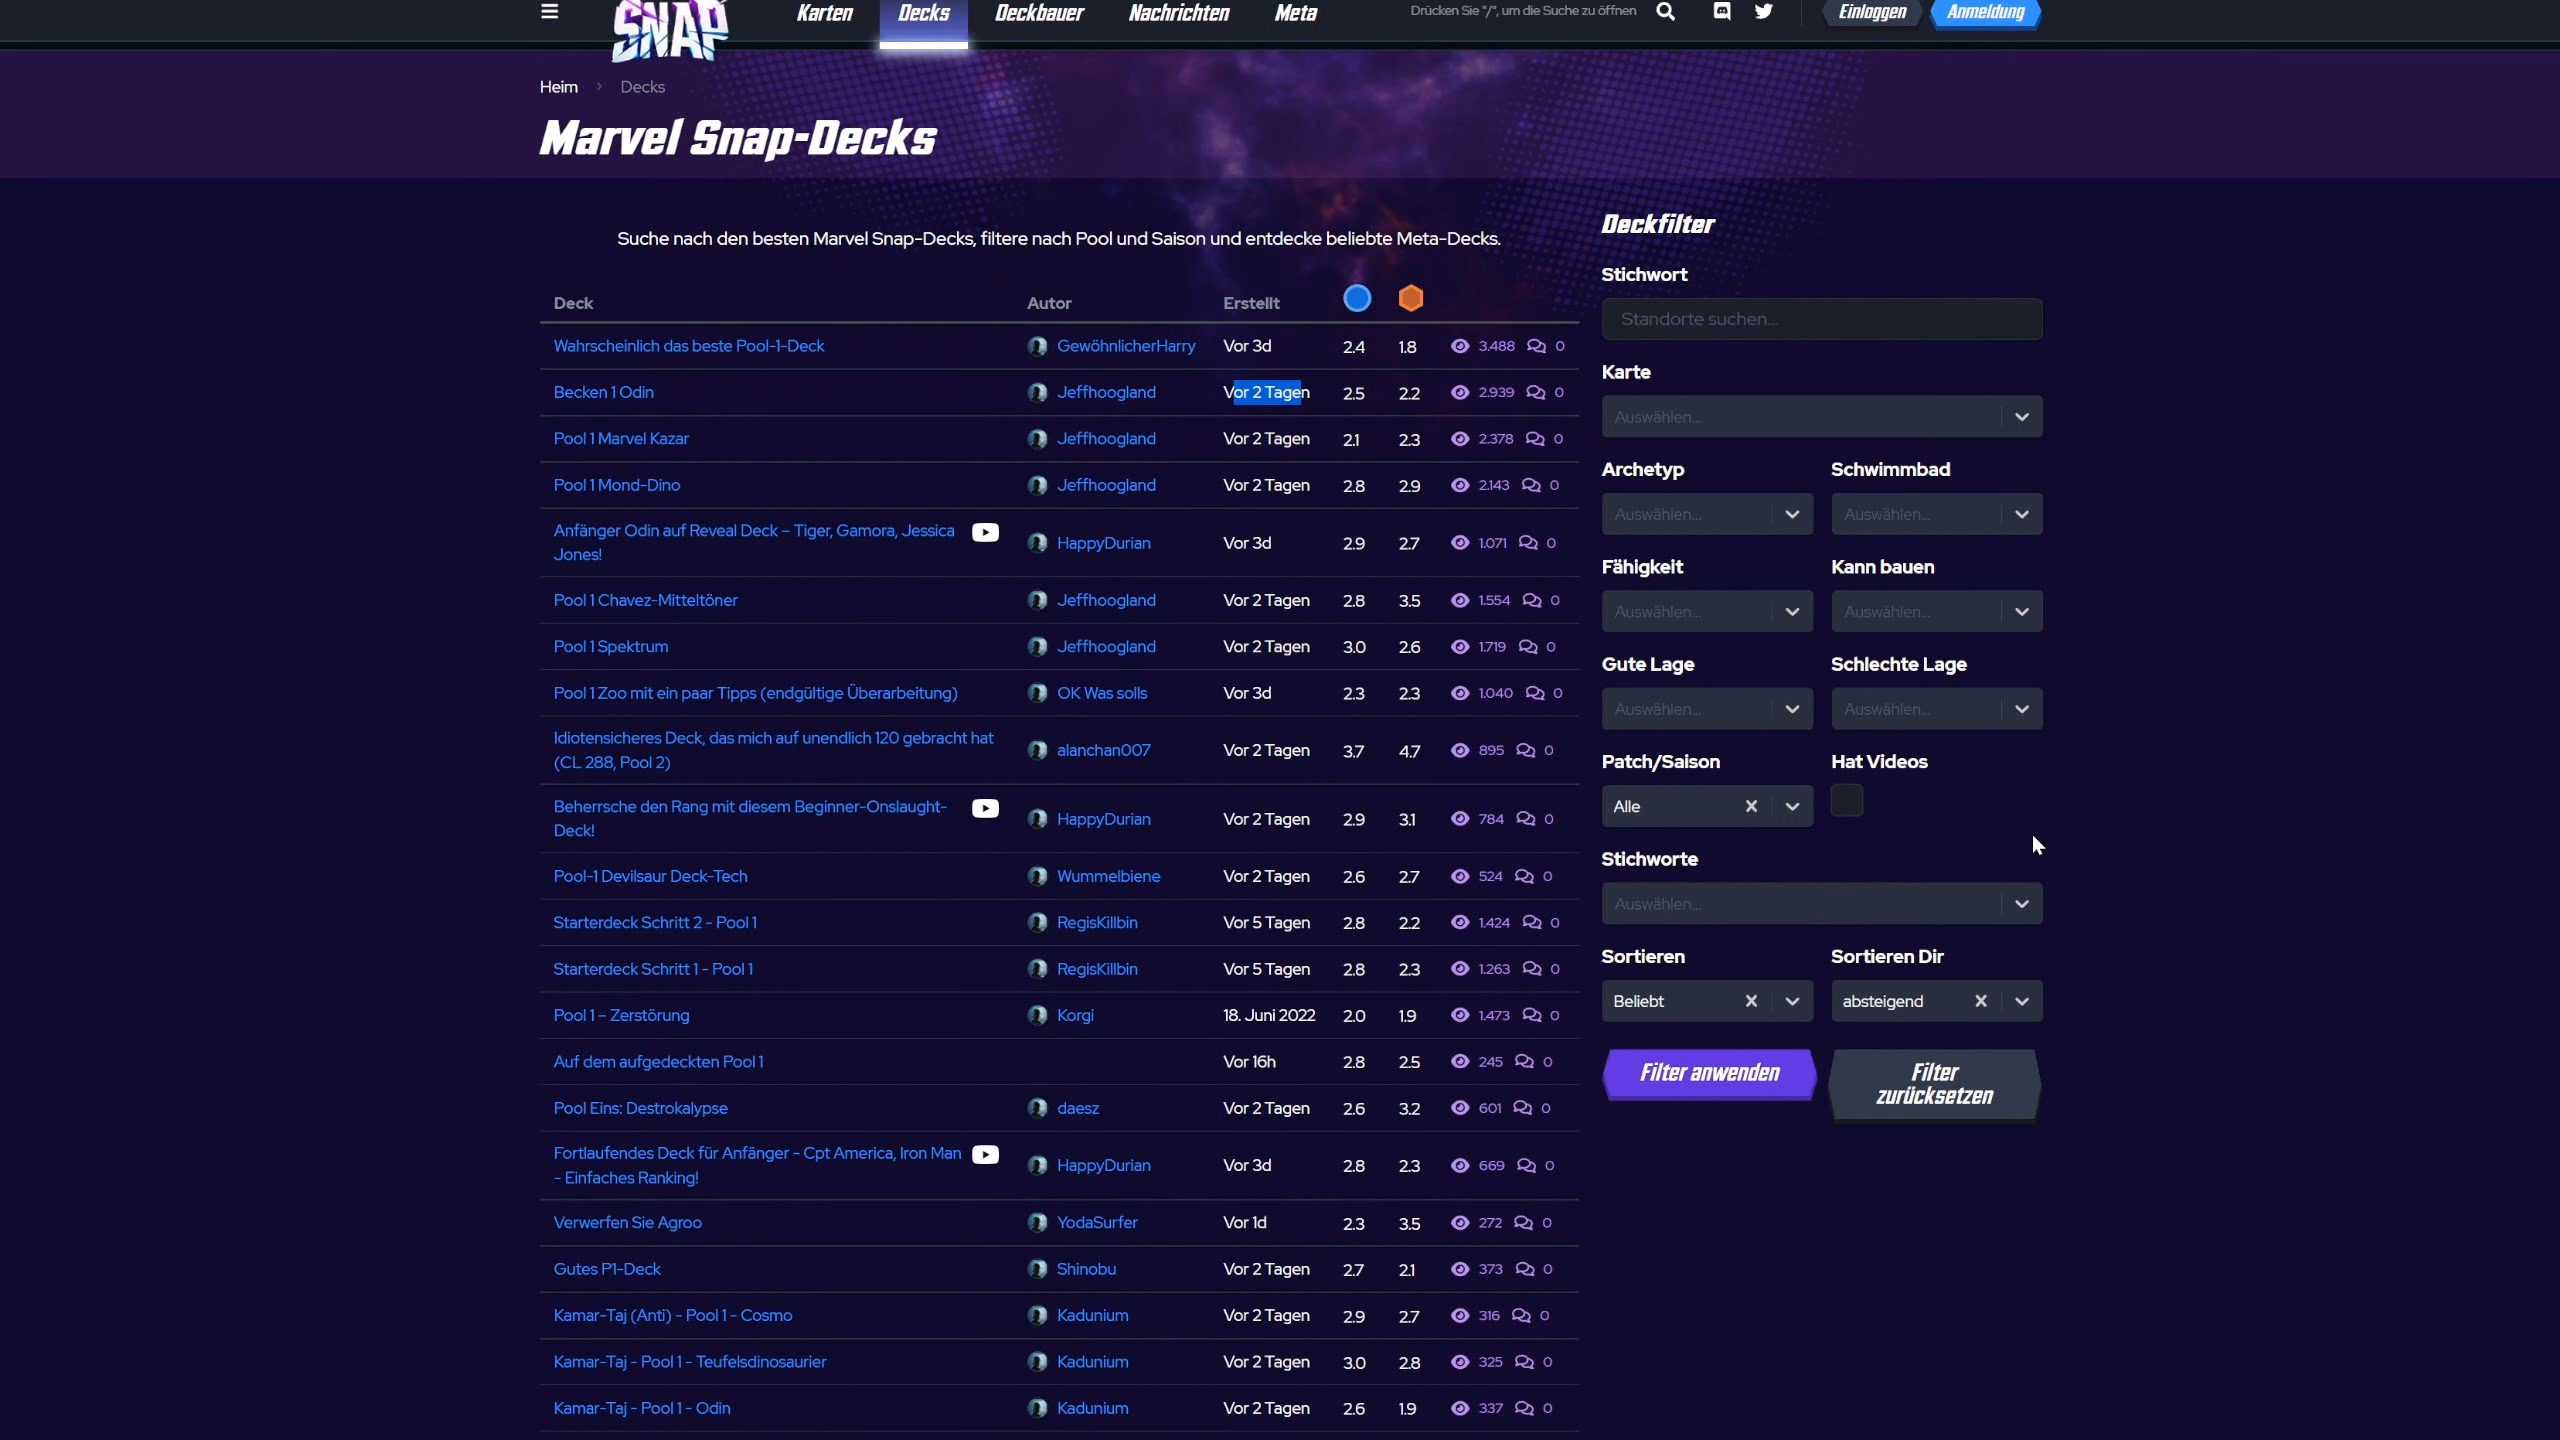 SNAP
Karten Decks Deckbauer Nachrichten Meta Drücken Sie "/", um die Suche zu öffnen Einloggen Anmeldung
Heim > Decks
Marvel Snap-Decks
Suche nach den besten Marvel Snap-Decks, filtere nach Pool und Saison und entdecke beliebte Meta-Decks.
Deck Autor Erstellt
Wahrscheinlich das beste Pool-1-Deck GewöhnlicherHarry Vor 3d 2.4 1.8 3.488 0
Becken 1 Odin Jeffhoogland Vor 2 Tagen 2.5 2.2 2.939 0
Pool 1 Marvel Kazar Jeffhoogland Vor 2 Tagen 2.1 2.3 2.378 0
Pool 1 Mond-Dino Jeffhoogland Vor 2 Tagen 2.8 2.9 2.143 0
Anfänger Odin auf Reveal Deck – Tiger, Gamora, Jessica
Jones! HappyDurian Vor 3d 2.9 2.7 1.071 0
Pool 1 Chavez-Mitteltöner Jeffhoogland Vor 2 Tagen 2.8 3.5 1.554 0
Pool 1 Spektrum Jeffhoogland Vor 2 Tagen 3.0 2.6 1.719 0
Pool 1 Zoo mit ein paar Tipps (endgültige Überarbeitung) OK Was solls Vor 3d 2.3 2.3 1.040 0
Idiotensicheres Deck, das mich auf unendlich 120 gebracht hat
(CL 288, Pool 2) alanchan007 Vor 2 Tagen 3.7 4.7 895 0
Beherrsche den Rang mit diesem Beginner-Onslaught-
Deck! HappyDurian Vor 2 Tagen 2.9 3.1 784 0
Pool-1 Devilsaur Deck-Tech Wummelbiene Vor 2 Tagen 2.6 2.7 524 0
Starterdeck Schritt 2 - Pool 1 RegisKillbin Vor 5 Tagen 2.8 2.2 1.424 0
Starterdeck Schritt 1 - Pool 1 RegisKillbin Vor 5 Tagen 2.8 2.3 1.263 0
Pool 1 – Zerstörung Korgi 18. Juni 2022 2.0 1.9 1.473 0
Auf dem aufgedeckten Pool 1 Vor 16h 2.8 2.5 245 0
Pool Eins: Destrokalypse daesz Vor 2 Tagen 2.6 3.2 601 0
Fortlaufendes Deck für Anfänger - Cpt America, Iron Man
- Einfaches Ranking! HappyDurian Vor 3d 2.8 2.3 669 0
Verwerfen Sie Agroo YodaSurfer Vor 1d 2.3 3.5 272 0
Gutes P1-Deck Shinobu Vor 2 Tagen 2.7 2.1 373 0
Kamar-Taj (Anti) - Pool 1 - Cosmo Kadunium Vor 2 Tagen 2.9 2.7 316 0
Kamar-Taj - Pool 1 - Teufelsdinosaurier Kadunium Vor 2 Tagen 3.0 2.8 325 0
Kamar-Taj - Pool 1 - Odin Kadunium Vor 2 Tagen 2.6 1.9 337 0
Deckfilter
Stichwort
Standorte suchen...
Karte
Auswählen...
Archetyp Schwimmbad
Auswählen... Auswählen...
Fähigkeit Kann bauen
Auswählen... Auswählen...
Gute Lage Schlechte Lage
Auswählen... Auswählen...
Patch/Saison Hat Videos
Alle
Stichworte
Auswählen...
Sortieren Sortieren Dir
Beliebt absteigend
Filter anwenden
Filter
zurücksetzen